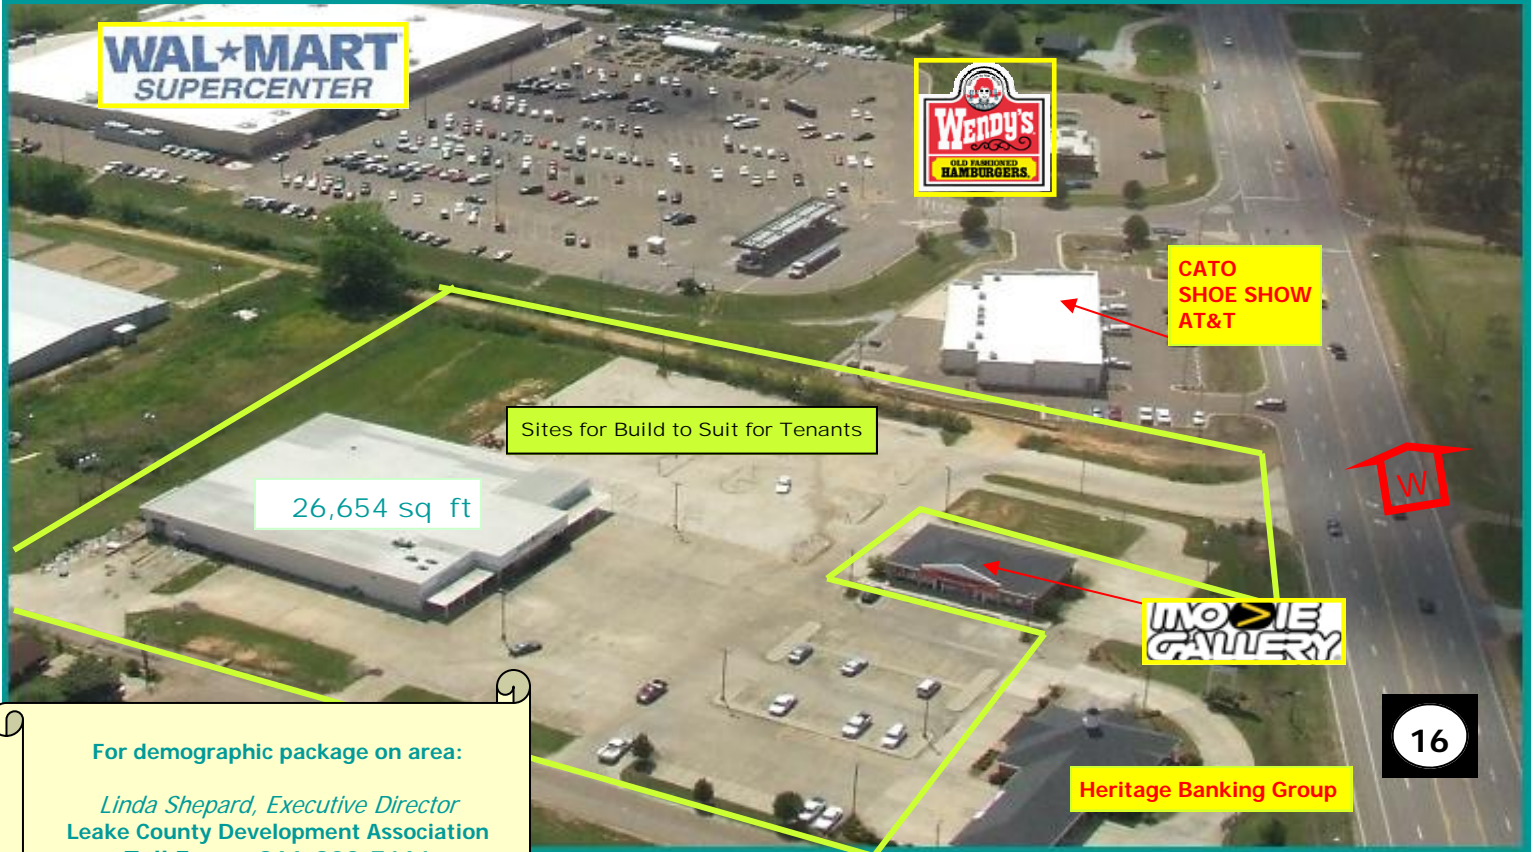 WAL★MART
SUPERCENTER
WENDY'S
OLD FASHIONED
HAMBURGERS.
CATO
SHOE SHOW
AT&T
Sites for Build to Suit for Tenants
26,654 sq ft
W
MOVIE
GALLERY
16
Heritage Banking Group
For demographic package on area:
Linda Shepard, Executive Director
Leake County Development Association